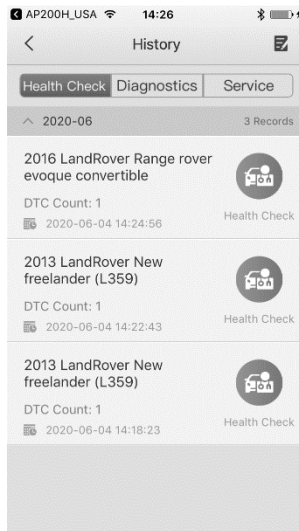 AP200H_USA 14:26
History
Health Check Diagnostics Service
2020-06 3 Records
2016 LandRover Range rover
evoque convertible
DTC Count: 1
2020-06-04 14:24:56
Health Check
2013 LandRover New
freelander (L359)
DTC Count: 1
2020-06-04 14:22:43
Health Check
2013 LandRover New
freelander (L359)
DTC Count: 1
2020-06-04 14:18:23
Health Check